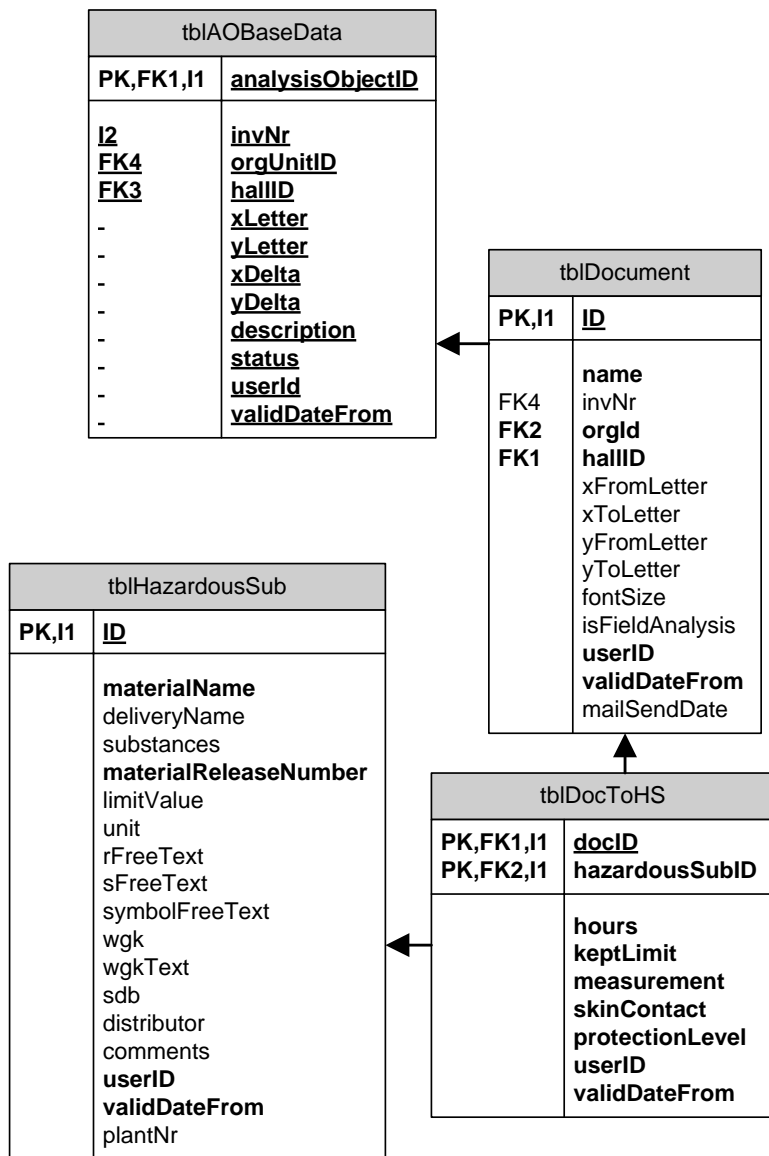 tblAOBaseData
PK,FK1,I1 analysisObjectID
I2 invNr
FK4 orgUnitID
FK3 hallID
- xLetter
- yLetter
- xDelta
- yDelta
- description
- status
- userId
- validDateFrom
tblDocument
PK,I1 ID
name
FK4 invNr
FK2 orgId
FK1 hallID
xFromLetter
xToLetter
yFromLetter
yToLetter
fontSize
isFieldAnalysis
userID
validDateFrom
mailSendDate
tblHazardousSub
PK,I1 ID
materialName
deliveryName
substances
materialReleaseNumber
limitValue
unit
rFreeText
sFreeText
symbolFreeText
wgk
wgkText
sdb
distributor
comments
userID
validDateFrom
plantNr
tblDocToHS
PK,FK1,I1 docID
PK,FK2,I1 hazardousSubID
hours
keptLimit
measurement
skinContact
protectionLevel
userID
validDateFrom